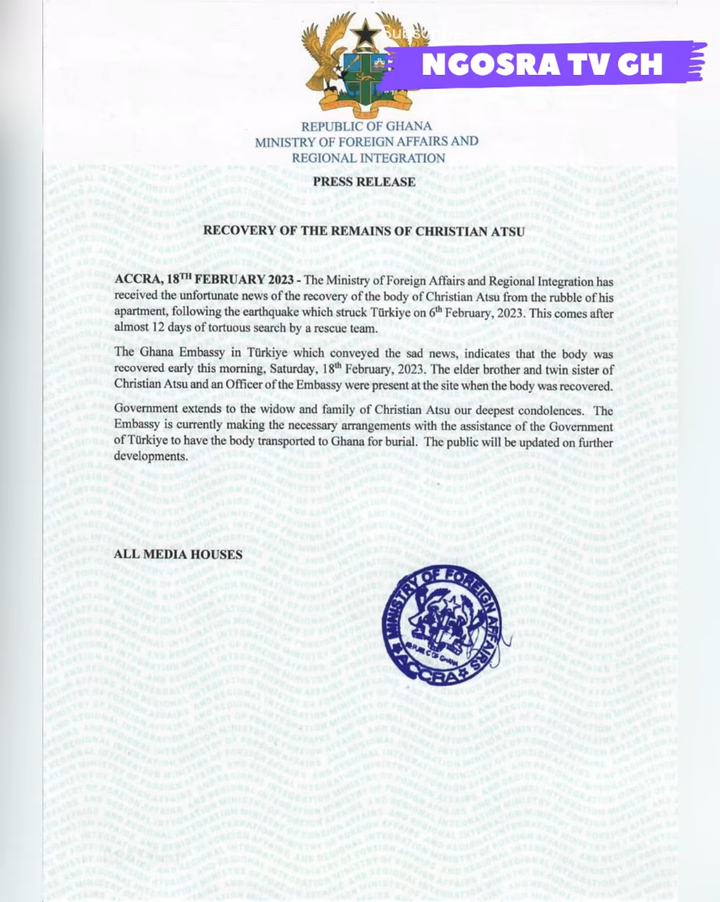 Subscribe
NGOSRA TV GH
REPUBLIC OF GHANA
MINISTRY OF FOREIGN AFFAIRS AND
REGIONAL INTEGRATION
PRESS RELEASE
RECOVERY OF THE REMAINS OF CHRISTIAN ATSU
ACCRA, 18TH FEBRUARY 2023 - The Ministry of Foreign Affairs and Regional Integration has
received the unfortunate news of the recovery of the body of Christian Atsu from the rubble of his
apartment, following the earthquake which struck Türkiye on 6th February, 2023. This comes after
almost 12 days of tortuous search by a rescue team.
The Ghana Embassy in Türkiye which conveyed the sad news, indicates that the body was
recovered early this morning, Saturday, 18th February, 2023. The elder brother and twin sister of
Christian Atsu and an Officer of the Embassy were present at the site when the body was recovered.
Government extends to the widow and family of Christian Atsu our deepest condolences. The
Embassy is currently making the necessary arrangements with the assistance of the Government
of Türkiye to have the body transported to Ghana for burial. The public will be updated on further
developments.
ALL MEDIA HOUSES
MINISTRY OF FOREIGN AFFAIRS
REPUBLIC OF GHANA
ACCRA